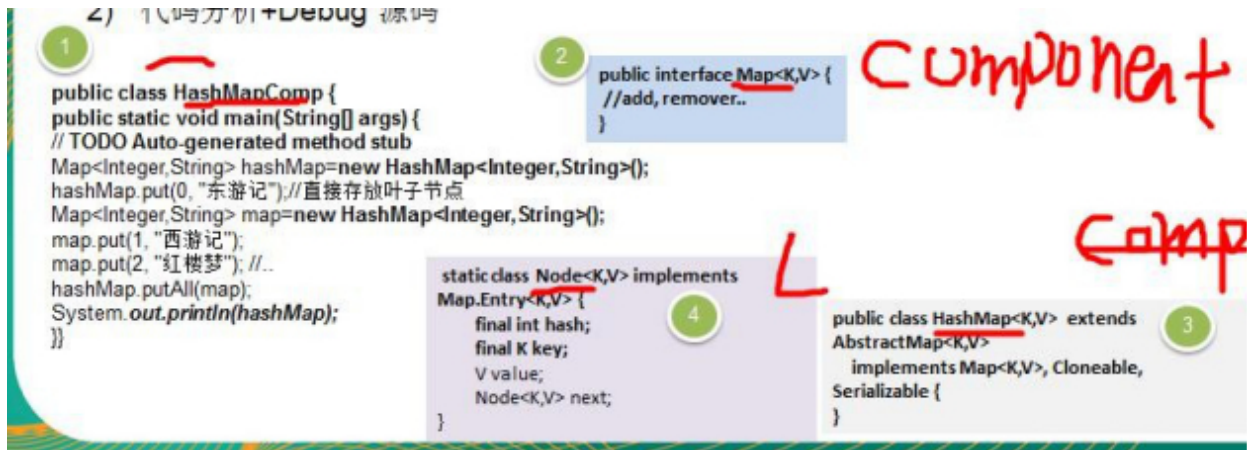 2) 代码分析+Debug 源码
1
public class HashMapComp {
public static void main(String[] args) {
// TODO Auto-generated method stub
Map<Integer,String> hashMap=new HashMap<Integer,String>();
hashMap.put(0, "东游记");//直接存放叶子节点
Map<Integer,String> map=new HashMap<Integer,String>();
map.put(1, "西游记");
map.put(2, "红楼梦"); //..
hashMap.putAll(map);
System.out.println(hashMap);
}}
2
public interface Map<K,V> {
//add, remover..
}
component
4
static class Node<K,V> implements
Map.Entry<K,V> {
final int hash;
final K key;
V value;
Node<K,V> next;
}
L
comp
3
public class HashMap<K,V> extends
AbstractMap<K,V>
implements Map<K,V>, Cloneable,
Serializable {
}